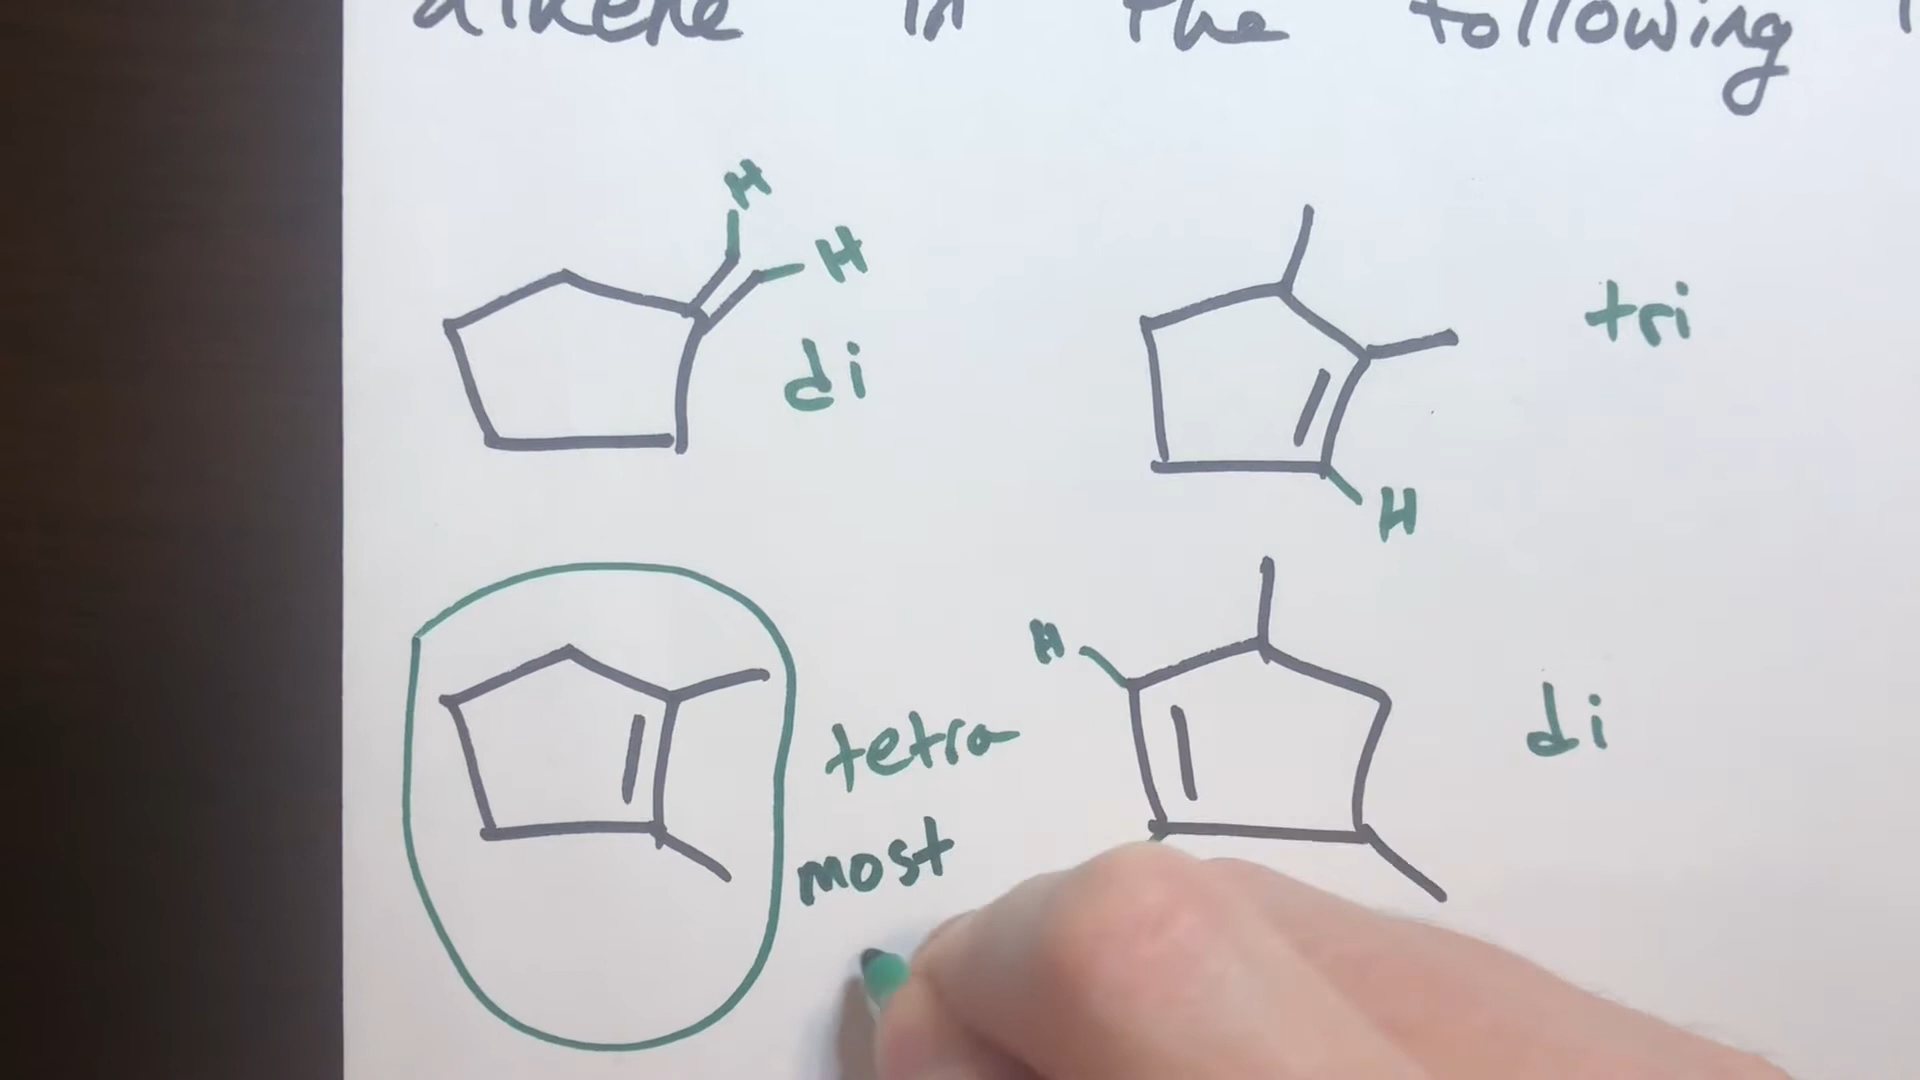 alkene in the following
H
H
di
tri
H
H
tetra
di
most